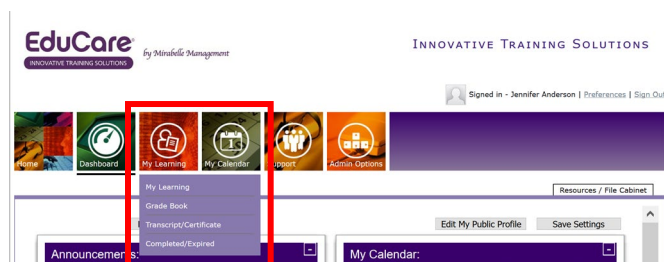 EduCare
by Mirabelle Management
INNOVATIVE TRAINING SOLUTIONS
INNOVATIVE TRAINING SOLUTIONS
Signed in - Jennifer Anderson | Preferences | Sign Out
Home
Dashboard
My Learning
My Calendar
Support
Admin Options
My Learning
Grade Book
Transcript/Certificate
Completed/Expired
Resources / File Cabinet
Edit My Public Profile
Save Settings
Announcements:
My Calendar: